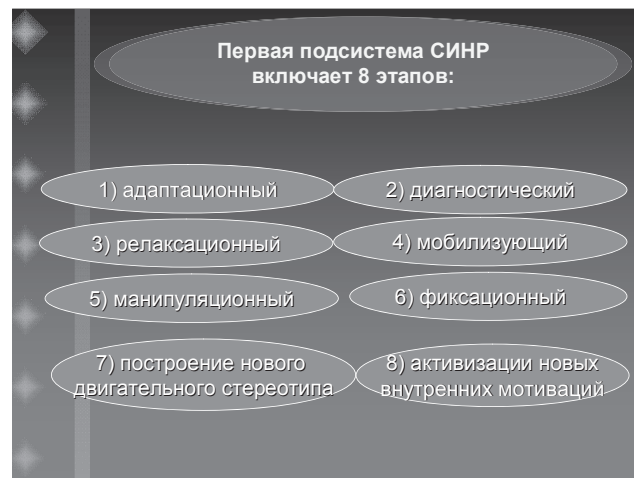 Первая подсистема СИНР
включает 8 этапов:
1) адаптационный
2) диагностический
3) релаксационный
4) мобилизующий
5) манипуляционный
6) фиксационный
7) построение нового
двигательного стереотипа
8) активизации новых
внутренних мотиваций